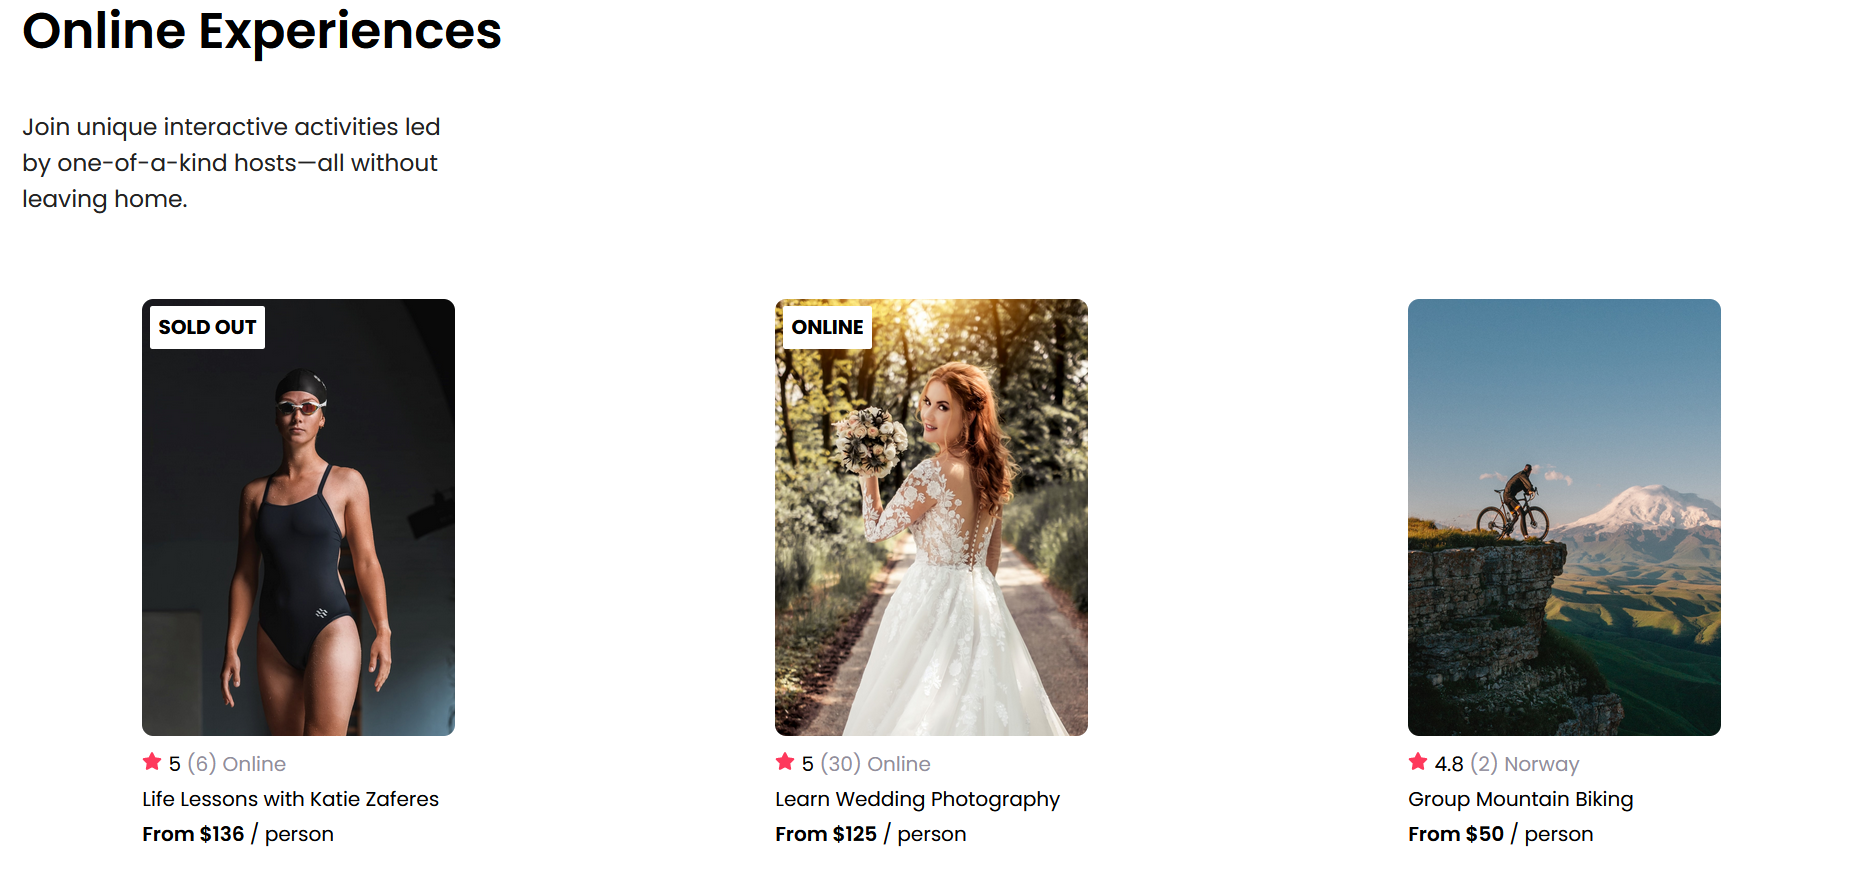 Online Experiences
Join unique interactive activities led
by one-of-a-kind hosts—all without
leaving home.
SOLD OUT
5 (6) Online
Life Lessons with Katie Zaferes
From $136 / person
ONLINE
5 (30) Online
Learn Wedding Photography
From $125 / person
4.8 (2) Norway
Group Mountain Biking
From $50 / person